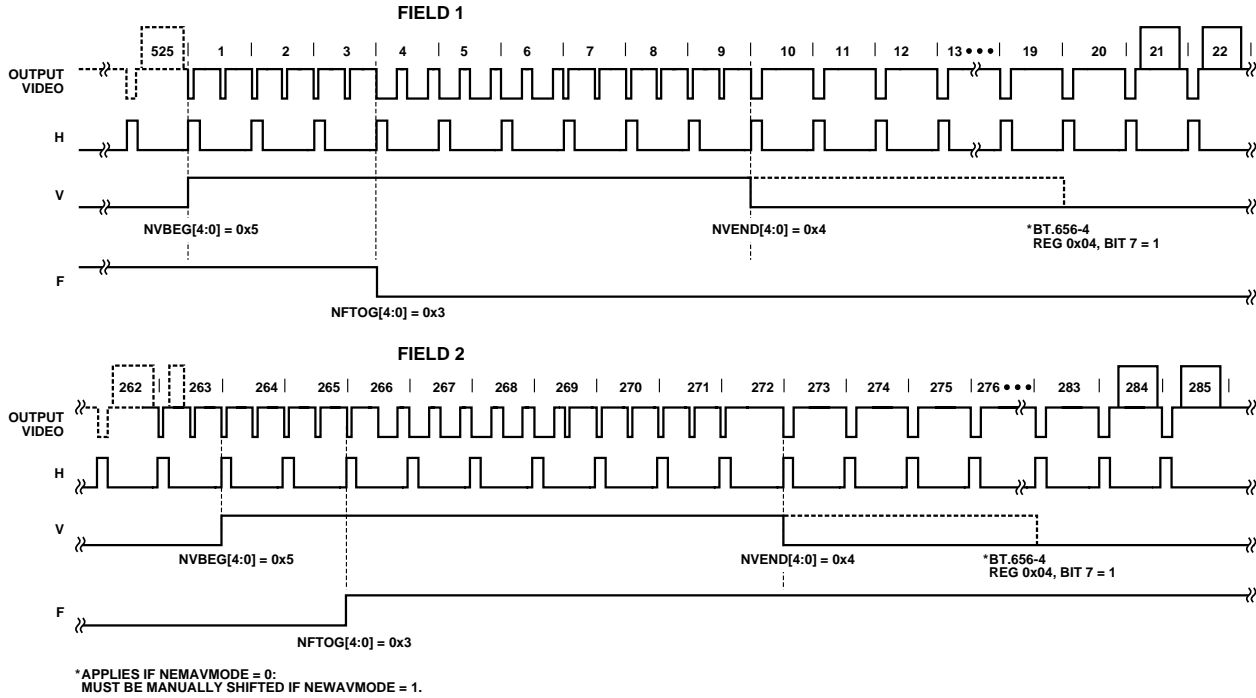 FIELD 1
525 1 2 3 4 5 6 7 8 9 10 11 12 13 ••• 19 20 21 22
OUTPUT
VIDEO
H
V
NVBEG[4:0] = 0x5
NVEND[4:0] = 0x4
*BT.656-4
REG 0x04, BIT 7 = 1
F
NFTOG[4:0] = 0x3
FIELD 2
262 263 264 265 266 267 268 269 270 271 272 273 274 275 276 ••• 283 284 285
OUTPUT
VIDEO
H
V
NVBEG[4:0] = 0x5
NVEND[4:0] = 0x4
*BT.656-4
REG 0x04, BIT 7 = 1
F
NFTOG[4:0] = 0x3
*APPLIES IF NEMAVMODE = 0:
MUST BE MANUALLY SHIFTED IF NEWAVMODE = 1.